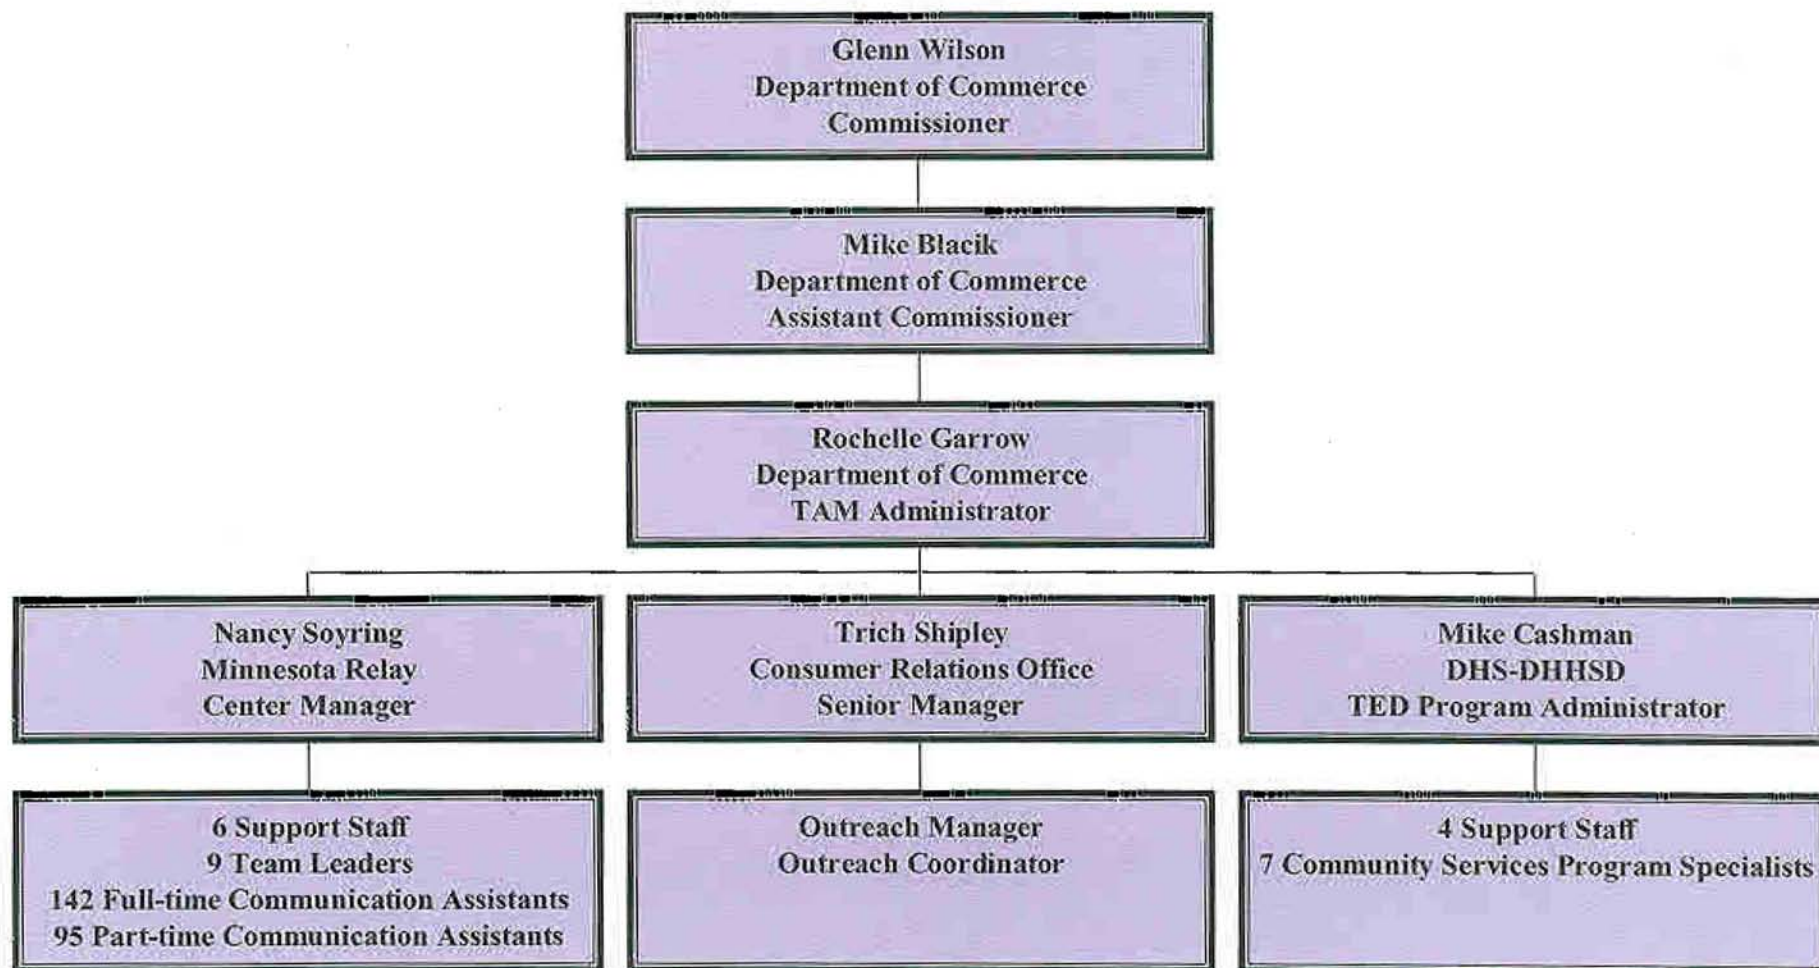 Glenn Wilson
Department of Commerce
Commissioner
Mike Blacik
Department of Commerce
Assistant Commissioner
Rochelle Garrow
Department of Commerce
TAM Administrator
Nancy Soyring
Minnesota Relay
Center Manager
Trich Shipley
Consumer Relations Office
Senior Manager
Mike Cashman
DHS-DHHSD
TED Program Administrator
6 Support Staff
9 Team Leaders
142 Full-time Communication Assistants
95 Part-time Communication Assistants
Outreach Manager
Outreach Coordinator
4 Support Staff
7 Community Services Program Specialists